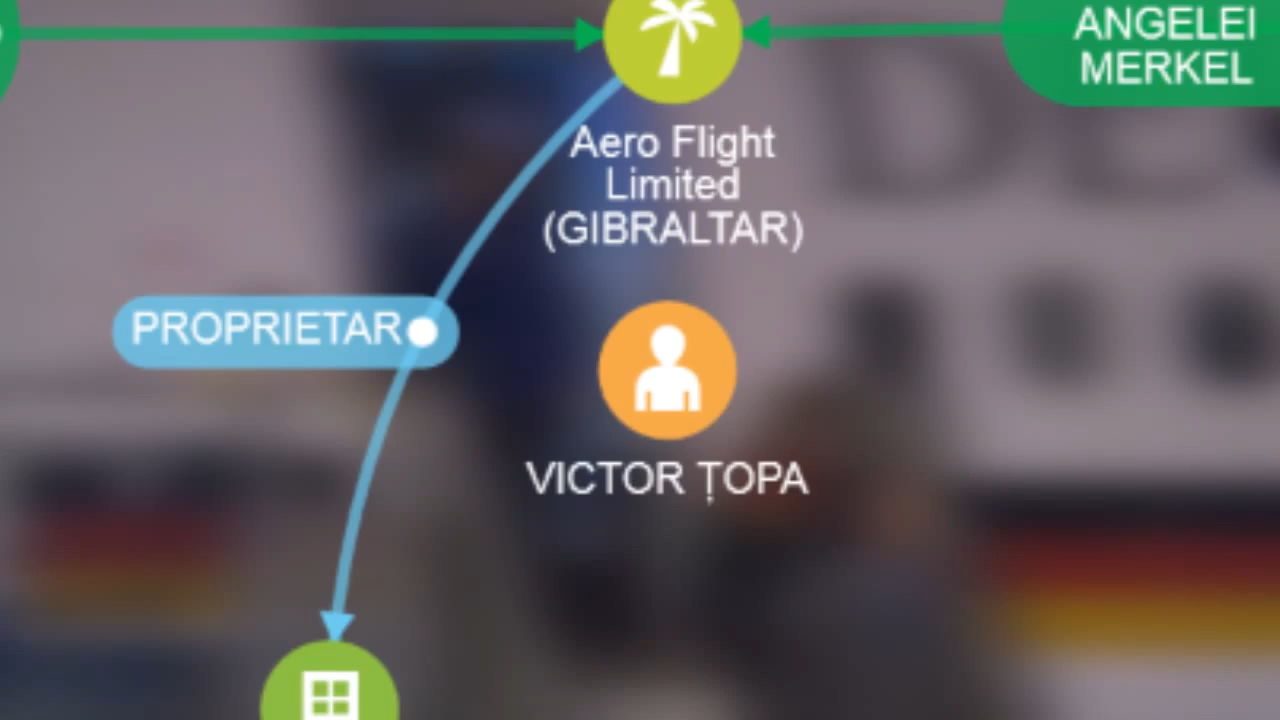 ANGELEI
MERKEL
Aero Flight
Limited
(GIBRALTAR)
PROPRIETAR
VICTOR ȚOPA